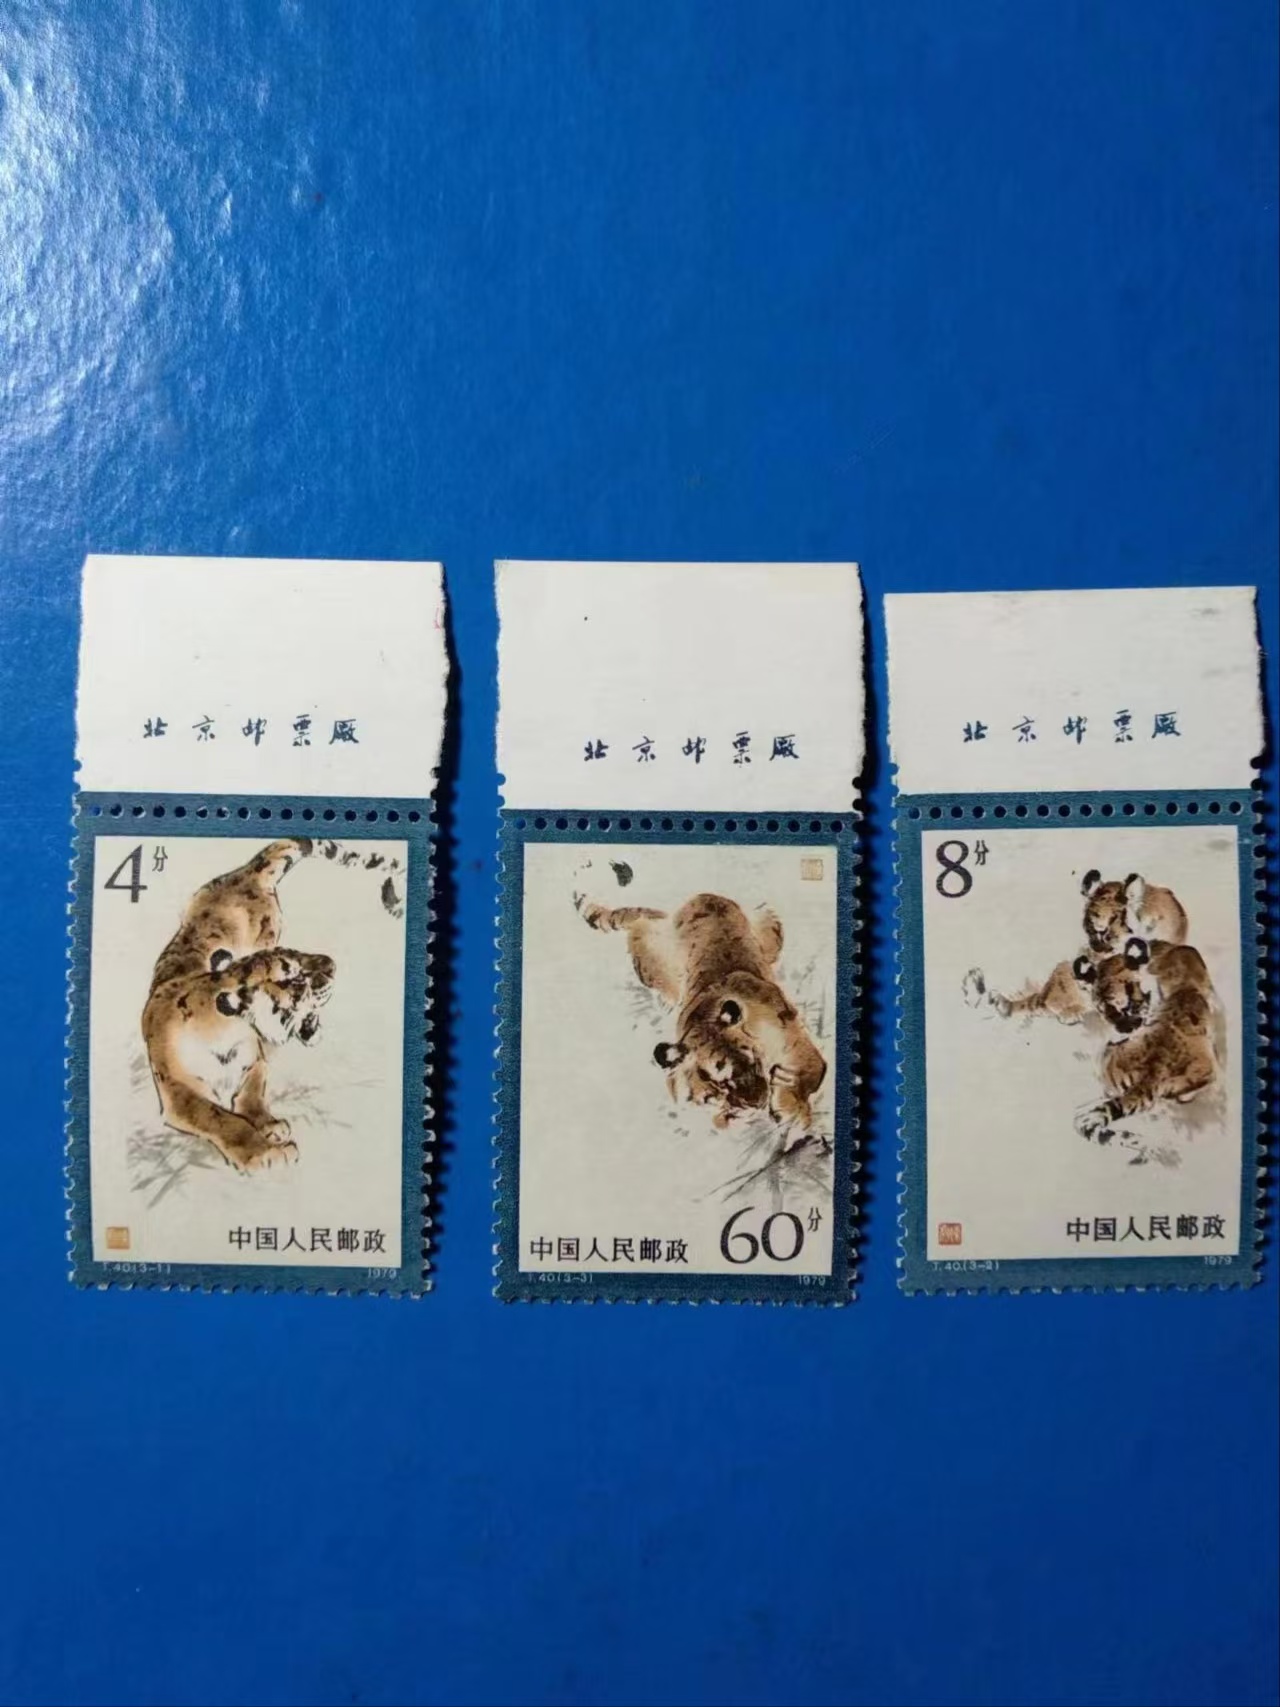 北京邮票厰
4分
中国人民邮政
T.40(3-1) 1979
北京邮票厰
中国人民邮政 60分
T.40(3-3) 1979
北京邮票厰
8分
中国人民邮政
T.40.(3-2) 1979